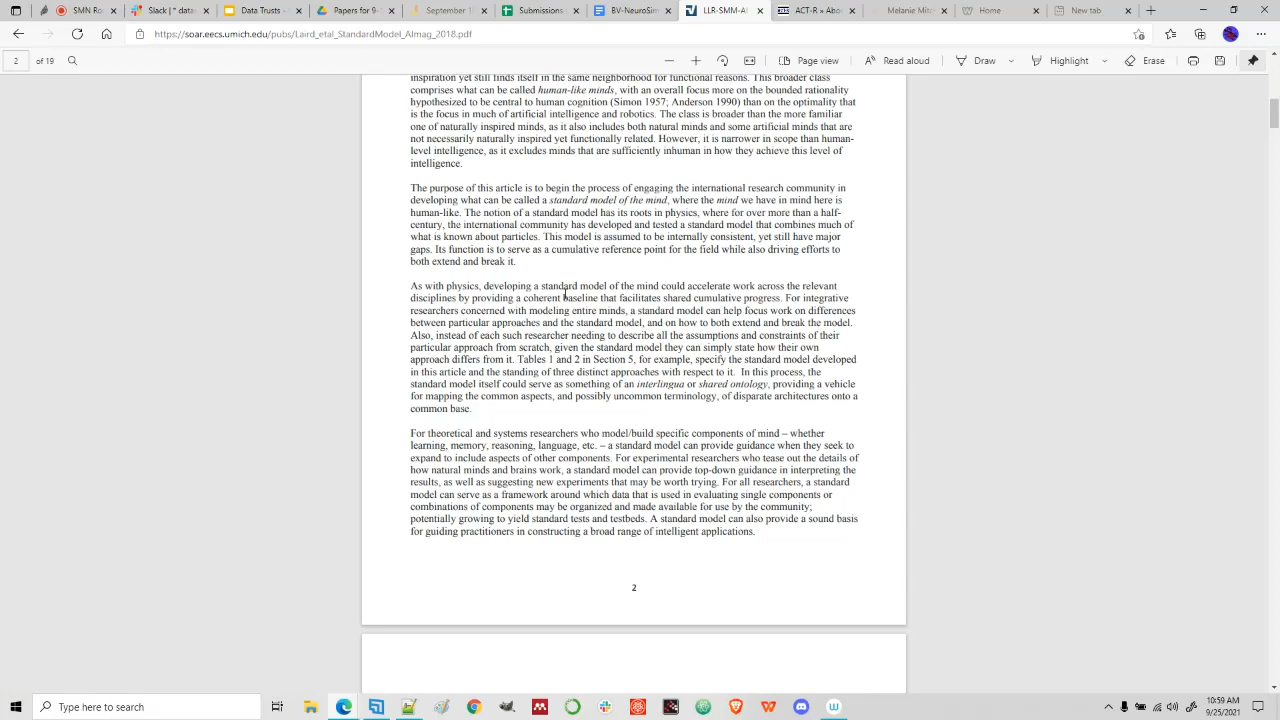 SMN Ro
Slack | * data
Data Trusts -
Papers for 9-
September 1
Submissions
BV-NeuroSim
LLR-SMM-AI
ACT-R » Abou
Melanie Mit
Home
New tab
https://soar.eecs.umich.edu/pubs/Laird_etal_StandardModel_AImag_2018.pdf
2 of 19
Page view
Read aloud
Draw
Highlight
Erase
inspiration yet still finds itself in the same neighborhood for functional reasons. This broader class
comprises what can be called human-like minds, with an overall focus more on the bounded rationality
hypothesized to be central to human cognition (Simon 1957; Anderson 1990) than on the optimality that
is the focus in much of artificial intelligence and robotics. The class is broader than the more familiar
one of naturally inspired minds, as it also includes both natural minds and some artificial minds that are
not necessarily naturally inspired yet functionally related. However, it is narrower in scope than human-
level intelligence, as it excludes minds that are sufficiently inhuman in how they achieve this level of
intelligence.
The purpose of this article is to begin the process of engaging the international research community in
developing what can be called a standard model of the mind, where the mind we have in mind here is
human-like. The notion of a standard model has its roots in physics, where for over more than a half-
century, the international community has developed and tested a standard model that combines much of
what is known about particles. This model is assumed to be internally consistent, yet still have major
gaps. Its function is to serve as a cumulative reference point for the field while also driving efforts to
both extend and break it.
As with physics, developing a standard model of the mind could accelerate work across the relevant
disciplines by providing a coherent baseline that facilitates shared cumulative progress. For integrative
researchers concerned with modeling entire minds, a standard model can help focus work on differences
between particular approaches and the standard model, and on how to both extend and break the model.
Also, instead of each such researcher needing to describe all the assumptions and constraints of their
particular approach from scratch, given the standard model they can simply state how their own
approach differs from it. Tables 1 and 2 in Section 5, for example, specify the standard model developed
in this article and the standing of three distinct approaches with respect to it. In this process, the
standard model itself could serve as something of an interlingua or shared ontology, providing a vehicle
for mapping the common aspects, and possibly uncommon terminology, of disparate architectures onto a
common base.
For theoretical and systems researchers who model/build specific components of mind – whether
learning, memory, reasoning, language, etc. – a standard model can provide guidance when they seek to
expand to include aspects of other components. For experimental researchers who tease out the details of
how natural minds and brains work, a standard model can provide top-down guidance in interpreting the
results, as well as suggesting new experiments that may be worth trying. For all researchers, a standard
model can serve as a framework around which data that is used in evaluating single components or
combinations of components may be organized and made available for use by the community;
potentially growing to yield standard tests and testbeds. A standard model can also provide a sound basis
for guiding practitioners in constructing a broad range of intelligent applications.
2
Type here to search
10:59 AM
9/25/2021